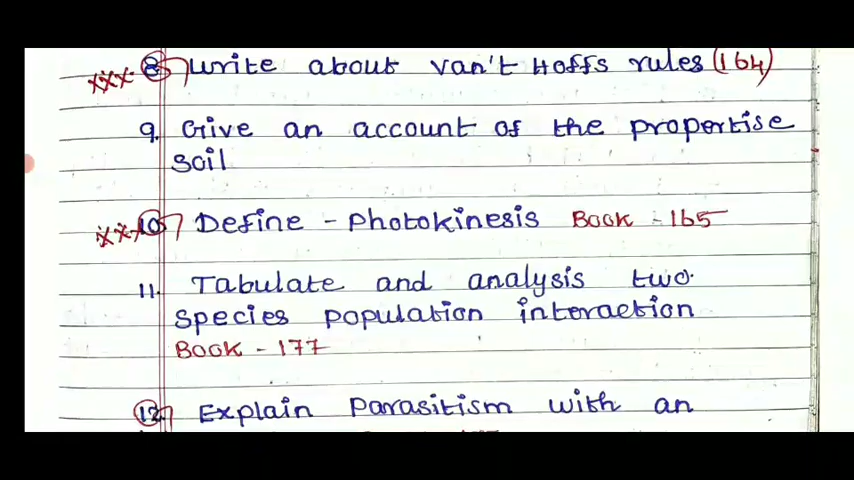 xxx 8 Write about van't Hoffs rules (164)
9. Give an account of the propertise
soil
xxx 10 Define - Photokinesis Book - 165
11. Tabulate and analysis two
species population interaction
Book - 177
12 Explain Parasitism with an